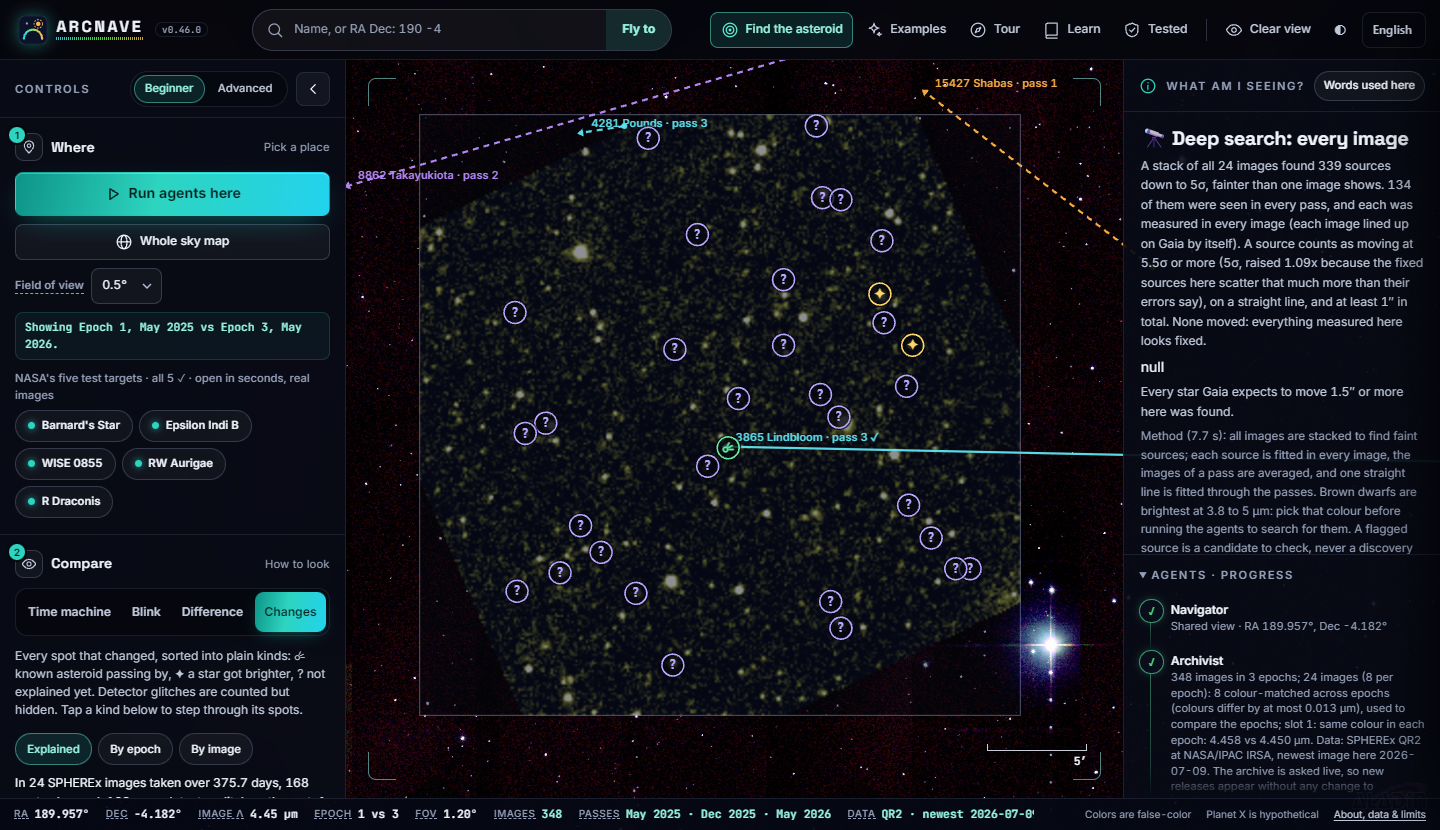 ARCNAVE
v0.46.0
Name, or RA Dec: 190 -4
Fly to
Find the asteroid
Examples
Tour
Learn
Tested
Clear view
English
CONTROLS
Beginner
Advanced
1
Where
Pick a place
Run agents here
Whole sky map
Field of view
0.5°
Showing Epoch 1, May 2025 vs Epoch 3, May
2026.
NASA's five test targets · all 5 ✓ · open in seconds, real
images
Barnard's Star
Epsilon Indi B
WISE 0855
RW Aurigae
R Draconis
2
Compare
How to look
Time machine
Blink
Difference
Changes
Every spot that changed, sorted into plain kinds: ☄
known asteroid passing by, ✦ a star got brighter, ? not
explained yet. Detector glitches are counted but
hidden. Tap a kind below to step through its spots.
Explained
By epoch
By image
In 24 SPHEREx images taken over 375.7 days, 168
15427 Shabas · pass 1
4281 Pounds · pass 3
8862 Takayukiota · pass 2
3865 Lindbloom · pass 3 ✓
5′
WHAT AM I SEEING?
Words used here
Deep search: every image
A stack of all 24 images found 339 sources
down to 5σ, fainter than one image shows. 134
of them were seen in every pass, and each was
measured in every image (each image lined up
on Gaia by itself). A source counts as moving at
5.5σ or more (5σ, raised 1.09x because the fixed
sources here scatter that much more than their
errors say), on a straight line, and at least 1″ in
total. None moved: everything measured here
looks fixed.
null
Every star Gaia expects to move 1.5″ or more
here was found.
Method (7.7 s): all images are stacked to find faint
sources; each source is fitted in every image, the
images of a pass are averaged, and one straight
line is fitted through the passes. Brown dwarfs are
brightest at 3.8 to 5 µm: pick that colour before
running the agents to search for them. A flagged
source is a candidate to check, never a discovery
▼ AGENTS · PROGRESS
✓
Navigator
Shared view · RA 189.957°, Dec -4.182°
✓
Archivist
348 images in 3 epochs; 24 images (8 per
epoch): 8 colour-matched across epochs
(colours differ by at most 0.013 µm), used to
compare the epochs; slot 1: same colour in each
epoch: 4.458 vs 4.450 µm. Data: SPHEREx QR2
at NASA/IPAC IRSA, newest image here 2026-
07-09. The archive is asked live, so new
releases appear without any change to
RA 189.957° DEC -4.182° IMAGE Λ 4.45 µm EPOCH 1 vs 3 FOV 1.20° IMAGES 348 PASSES May 2025 · Dec 2025 · May 2026 DATA QR2 · newest 2026-07-09
Colors are false-color
Planet X is hypothetical
About, data & limits